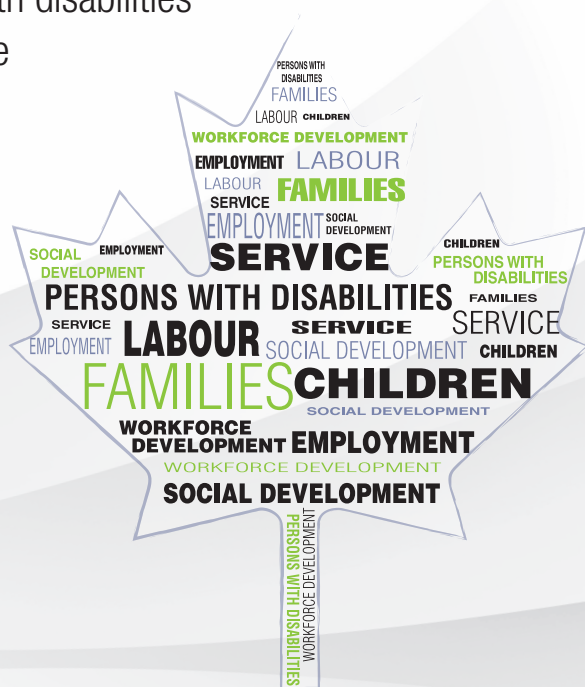 th disabilities
e
PERSONS WITH
DISABILITIES
FAMILIES
LABOUR CHILDREN
WORKFORCE DEVELOPMENT
EMPLOYMENT LABOUR
LABOUR FAMILIES
SERVICE
EMPLOYMENT SOCIAL
DEVELOPMENT
SERVICE
SOCIAL
DEVELOPMENT
EMPLOYMENT
CHILDREN
PERSONS WITH
DISABILITIES
PERSONS WITH DISABILITIES FAMILIES
SERVICE
EMPLOYMENT
LABOUR
SERVICE
SERVICE
SOCIAL DEVELOPMENT CHILDREN
FAMILIES CHILDREN
SOCIAL DEVELOPMENT
WORKFORCE
DEVELOPMENT EMPLOYMENT
WORKFORCE DEVELOPMENT
SOCIAL DEVELOPMENT
PERSONS WITH DISABILITIES
WORKFORCE DEVELOPMENT